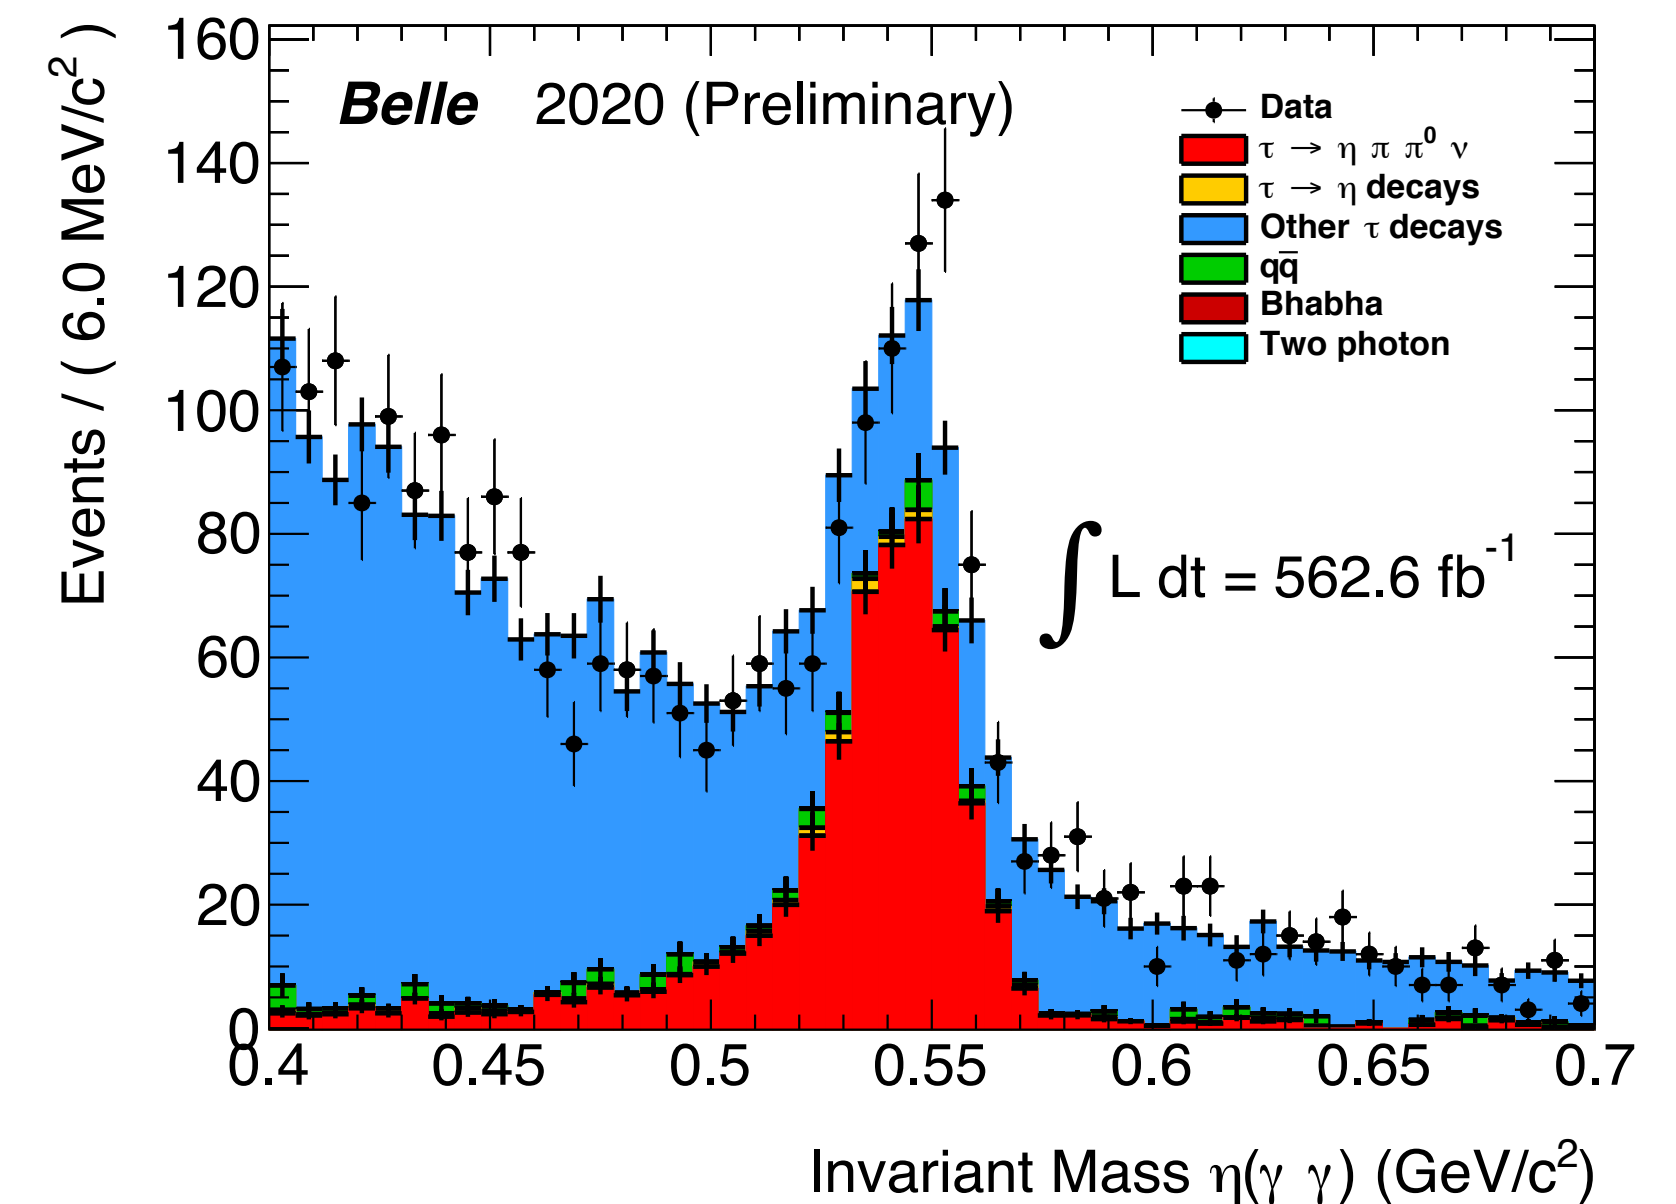 Events / ( 6.0 MeV/c² )
160
140
120
100
80
60
40
20
0
Belle 2020 (Preliminary)
Data
τ → η π π⁰ ν
τ → η decays
Other τ decays
qq̄
Bhabha
Two photon
∫ L dt = 562.6 fb⁻¹
0.4 0.45 0.5 0.55 0.6 0.65 0.7
Invariant Mass η(γ γ) (GeV/c²)